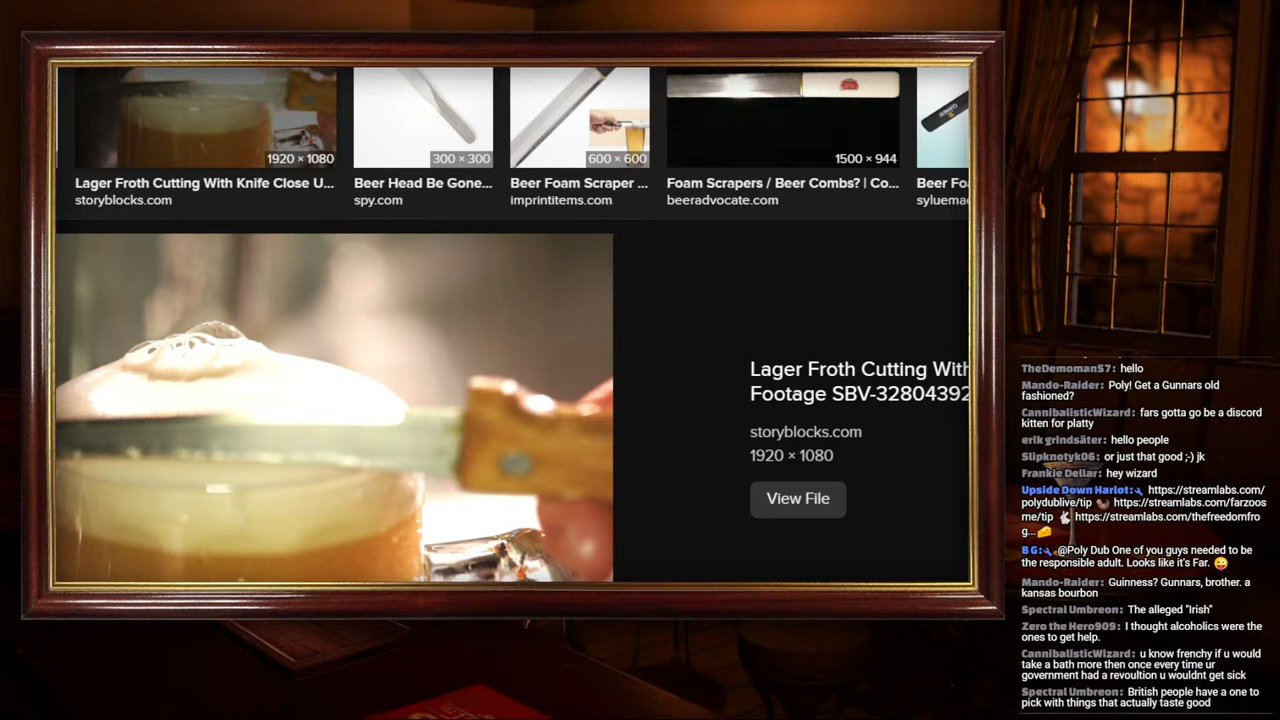 1920 × 1080
300 × 300
600 × 600
1500 × 944
Lager Froth Cutting With Knife Close U...
Beer Head Be Gone...
Beer Foam Scraper ...
Foam Scrapers / Beer Combs? | Co...
Beer Foa
storyblocks.com
spy.com
imprintitems.com
beeradvocate.com
syluemac
Lager Froth Cutting With
Footage SBV-32804392
storyblocks.com
1920 × 1080
View File
TheDemoman57: hello
Mando-Raider: Poly! Get a Gunnars old
fashioned?
CannibalisticWizard: fars gotta go be a discord
kitten for platty
erik grindsäter: hello people
Slipknotyk06: or just that good ;-) jk
Frankie Dellar: hey wizard
Upside Down Harlot: https://streamlabs.com/
polydublive/tip https://streamlabs.com/farzoos
me/tip https://streamlabs.com/thefreedomfro
g...
BG: @Poly Dub One of you guys needed to be
the responsible adult. Looks like it's Far. 😜
Mando-Raider: Guinness? Gunnars, brother. a
kansas bourbon
Spectral Umbreon: The alleged "Irish"
Zero the Hero909: I thought alcoholics were the
ones to get help.
CannibalisticWizard: u know frenchy if u would
take a bath more then once every time ur
government had a revoultion u wouldnt get sick
Spectral Umbreon: British people have a one to
pick with things that actually taste good